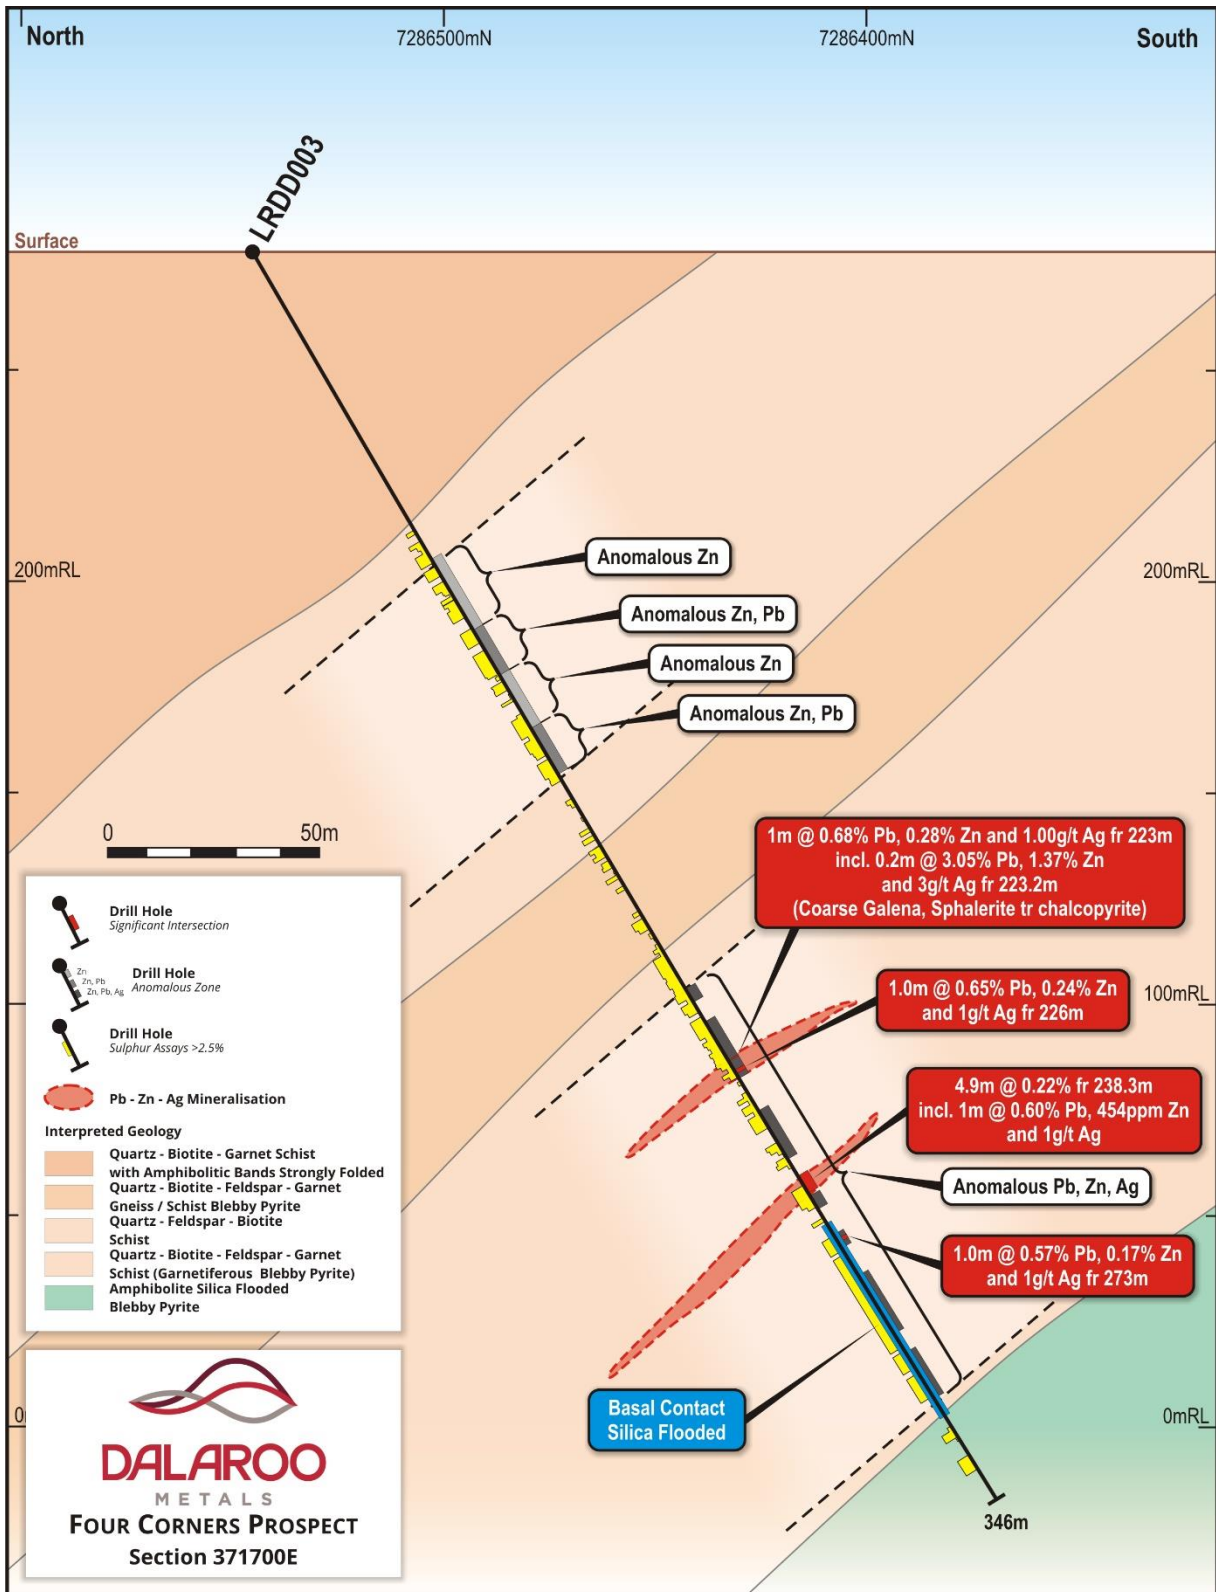 North
7286500mN
7286400mN
South
LRDD003
Surface
200mRL
200mRL
Anomalous Zn
Anomalous Zn, Pb
Anomalous Zn
Anomalous Zn, Pb
0
50m
1m @ 0.68% Pb, 0.28% Zn and 1.00g/t Ag fr 223m
incl. 0.2m @ 3.05% Pb, 1.37% Zn
and 3g/t Ag fr 223.2m
(Coarse Galena, Sphalerite tr chalcopyrite)
100mRL
1.0m @ 0.65% Pb, 0.24% Zn
and 1g/t Ag fr 226m
4.9m @ 0.22% fr 238.3m
incl. 1m @ 0.60% Pb, 454ppm Zn
and 1g/t Ag
Anomalous Pb, Zn, Ag
1.0m @ 0.57% Pb, 0.17% Zn
and 1g/t Ag fr 273m
Basal Contact
Silica Flooded
0mRL
346m
Drill Hole
Significant Intersection
Zn
Zn, Pb
Zn, Pb, Ag
Drill Hole
Anomalous Zone
Drill Hole
Sulphur Assays >2.5%
Pb - Zn - Ag Mineralisation
Interpreted Geology
Quartz - Biotite - Garnet Schist
with Amphibolitic Bands Strongly Folded
Quartz - Biotite - Feldspar - Garnet
Gneiss / Schist Blebby Pyrite
Quartz - Feldspar - Biotite
Schist
Quartz - Biotite - Feldspar - Garnet
Schist (Garnetiferous Blebby Pyrite)
Amphibolite Silica Flooded
Blebby Pyrite
DALAROO
METALS
FOUR CORNERS PROSPECT
Section 371700E